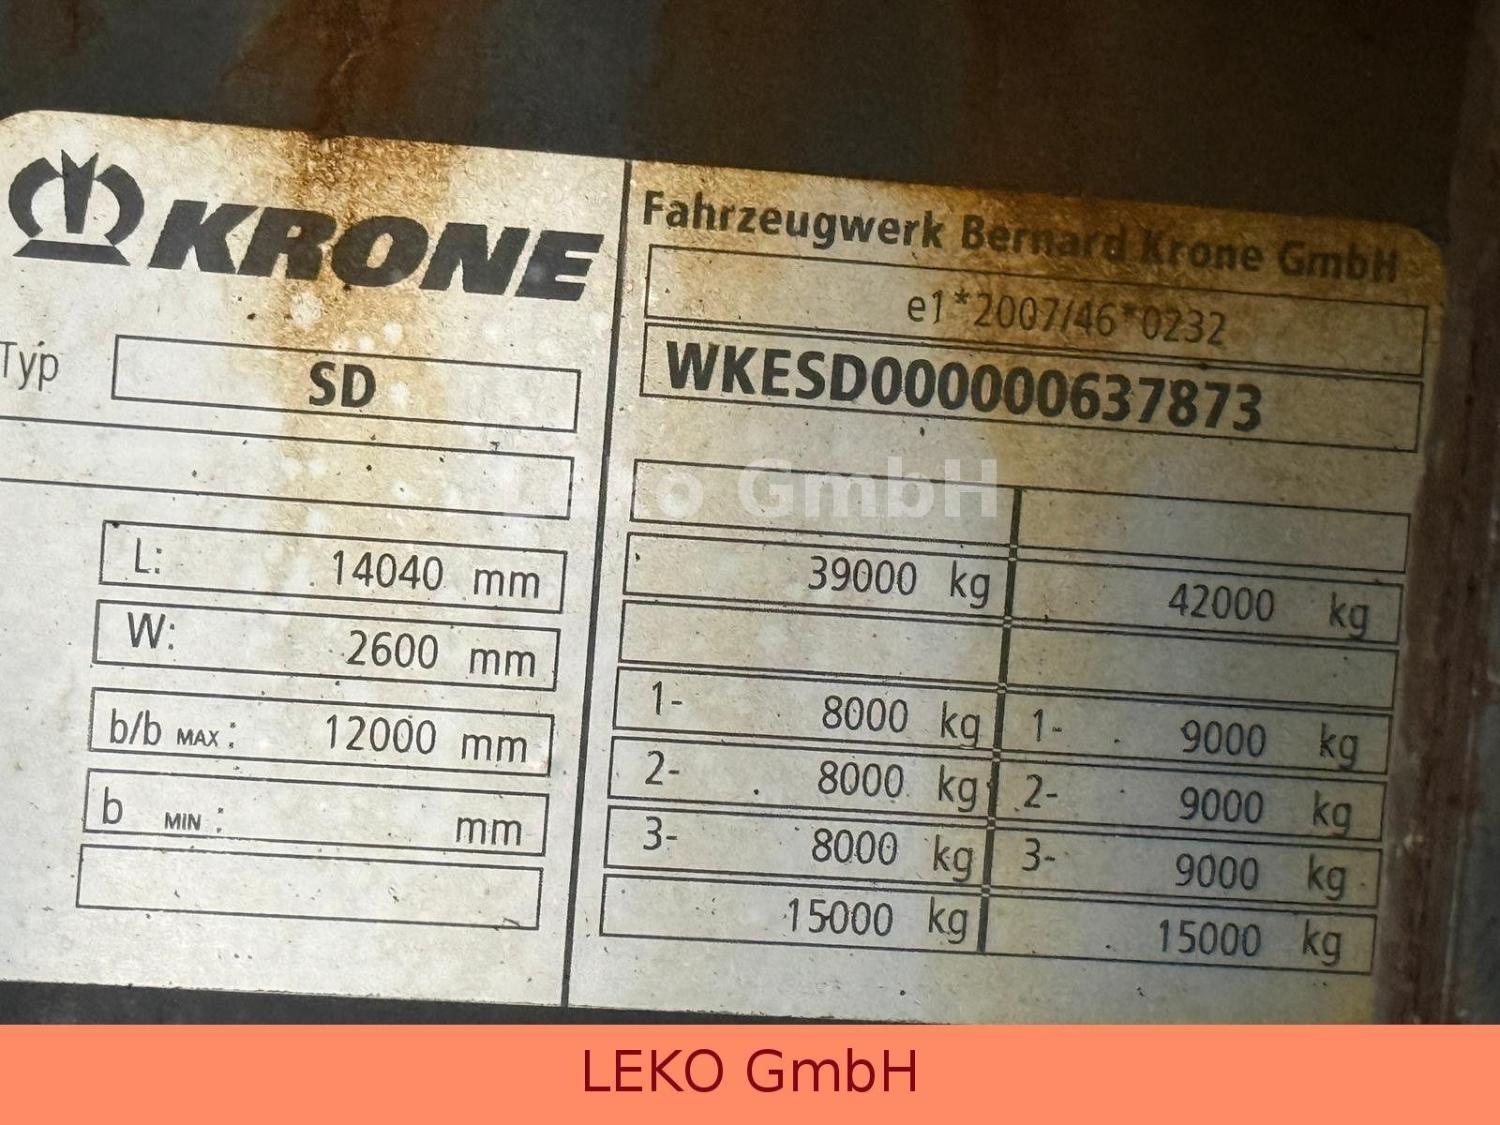 KRONE
Typ SD
L: 14040 mm
W: 2600 mm
b/b MAX: 12000 mm
b MIN: mm
Fahrzeugwerk Bernard Krone GmbH
e1*2007/46*0232
WKESD000000637873
39000 kg 42000 kg
1- 8000 kg 1- 9000 kg
2- 8000 kg 2- 9000 kg
3- 8000 kg 3- 9000 kg
15000 kg 15000 kg
Leko GmbH
LEKO GmbH